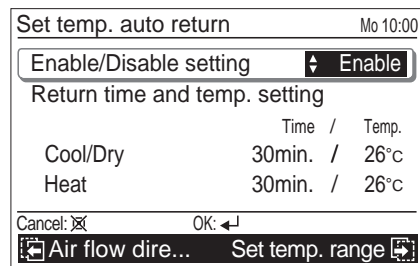 Set temp. auto return Mo 10:00
Enable/Disable setting Enable
Return time and temp. setting
Time / Temp.
Cool/Dry 30min. / 26°C
Heat 30min. / 26°C
Cancel: OK:
Air flow dire... Set temp. range